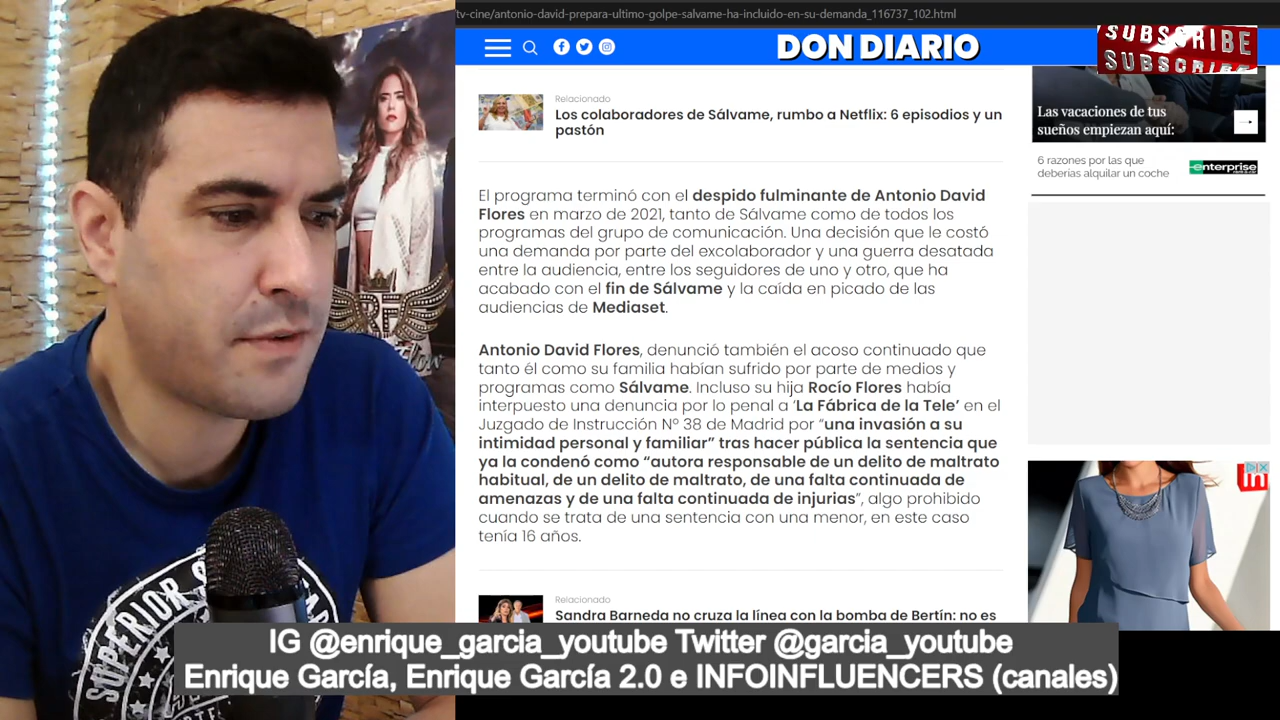 tv-cine/antonio-david-prepara-ultimo-golpe-salvame-ha-incluido-en-su-demanda_116737_102.html
DON DIARIO
SUBSCRIBE
SUBSCRIBE
Relacionado
Los colaboradores de Sálvame, rumbo a Netflix: 6 episodios y un
pastón
El programa terminó con el despido fulminante de Antonio David
Flores en marzo de 2021, tanto de Sálvame como de todos los
programas del grupo de comunicación. Una decisión que le costó
una demanda por parte del excolaborador y una guerra desatada
entre la audiencia, entre los seguidores de uno y otro, que ha
acabado con el fin de Sálvame y la caída en picado de las
audiencias de Mediaset.
Antonio David Flores, denunció también el acoso continuado que
tanto él como su familia habían sufrido por parte de medios y
programas como Sálvame. Incluso su hija Rocío Flores había
interpuesto una denuncia por lo penal a ‘La Fábrica de la Tele’ en el
Juzgado de Instrucción Nº 38 de Madrid por “una invasión a su
intimidad personal y familiar” tras hacer pública la sentencia que
ya la condenó como “autora responsable de un delito de maltrato
habitual, de un delito de maltrato, de una falta continuada de
amenazas y de una falta continuada de injurias”, algo prohibido
cuando se trata de una sentencia con una menor, en este caso
tenía 16 años.
Relacionado
Sandra Barneda no cruza la línea con la bomba de Bertín: no es
Las vacaciones de tus
sueños empiezan aquí:
6 razones por las que
deberías alquilar un coche
enterprise
m
SUPERIOR
IG @enrique_garcia_youtube Twitter @garcia_youtube
Enrique García, Enrique García 2.0 e INFOINFLUENCERS (canales)